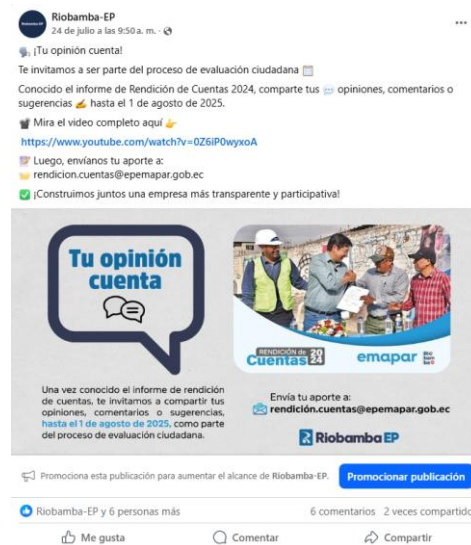 Riobamba-EP
24 de julio a las 9:50 a. m. ·
¡Tu opinión cuenta!
Te invitamos a ser parte del proceso de evaluación ciudadana
Conocido el informe de Rendición de Cuentas 2024, comparte tus opiniones, comentarios o
sugerencias hasta el 1 de agosto de 2025.
Mira el video completo aquí
https://www.youtube.com/watch?v=0Z6iP0wyxoA
Luego, envíanos tu aporte a:
rendicion.cuentas@epemapar.gob.ec
¡Construimos juntos una empresa más transparente y participativa!
Tu opinión
cuenta
Una vez conocido el informe de rendición
de cuentas, te invitamos a compartir tus
opiniones, comentarios o sugerencias,
hasta el 1 de agosto de 2025, como parte
del proceso de evaluación ciudadana.
RENDICIÓN de
Cuentas 2024
emapar
Envía tu aporte a:
rendición.cuentas@epemapar.gob.ec
Riobamba EP
Promociona esta publicación para aumentar el alcance de Riobamba-EP.
Promocionar publicación
Riobamba-EP y 6 personas más
6 comentarios 2 veces compartido
Me gusta
Comentar
Compartir